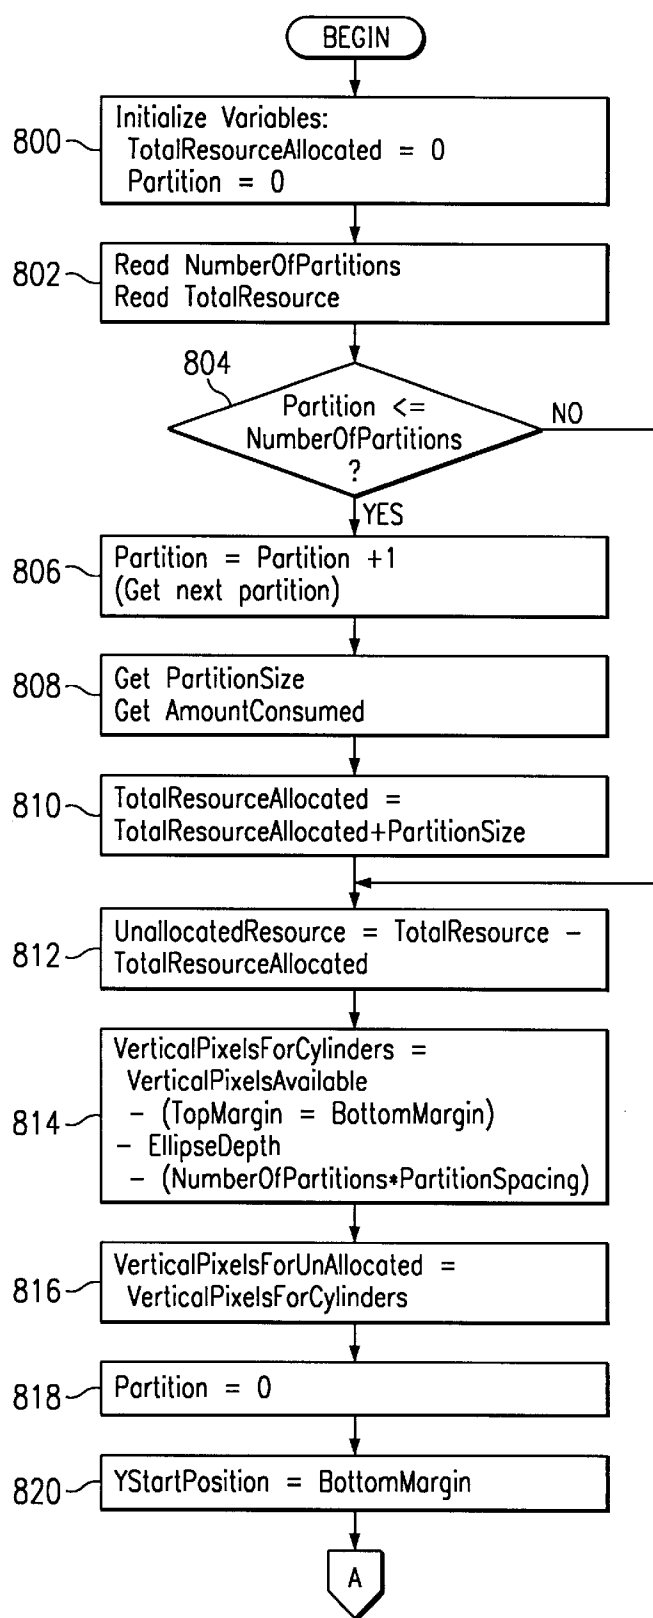 BEGIN
800
Initialize Variables:
TotalResourceAllocated = 0
Partition = 0
802
Read NumberOfPartitions
Read TotalResource
804
Partition <=
NumberOfPartitions
?
NO
YES
806
Partition = Partition +1
(Get next partition)
808
Get PartitionSize
Get AmountConsumed
810
TotalResourceAllocated =
TotalResourceAllocated+PartitionSize
812
UnallocatedResource = TotalResource –
TotalResourceAllocated
814
VerticalPixelsForCylinders =
VerticalPixelsAvailable
– (TopMargin = BottomMargin)
– EllipseDepth
– (NumberOfPartitions*PartitionSpacing)
816
VerticalPixelsForUnAllocated =
VerticalPixelsForCylinders
818
Partition = 0
820
YStartPosition = BottomMargin
A